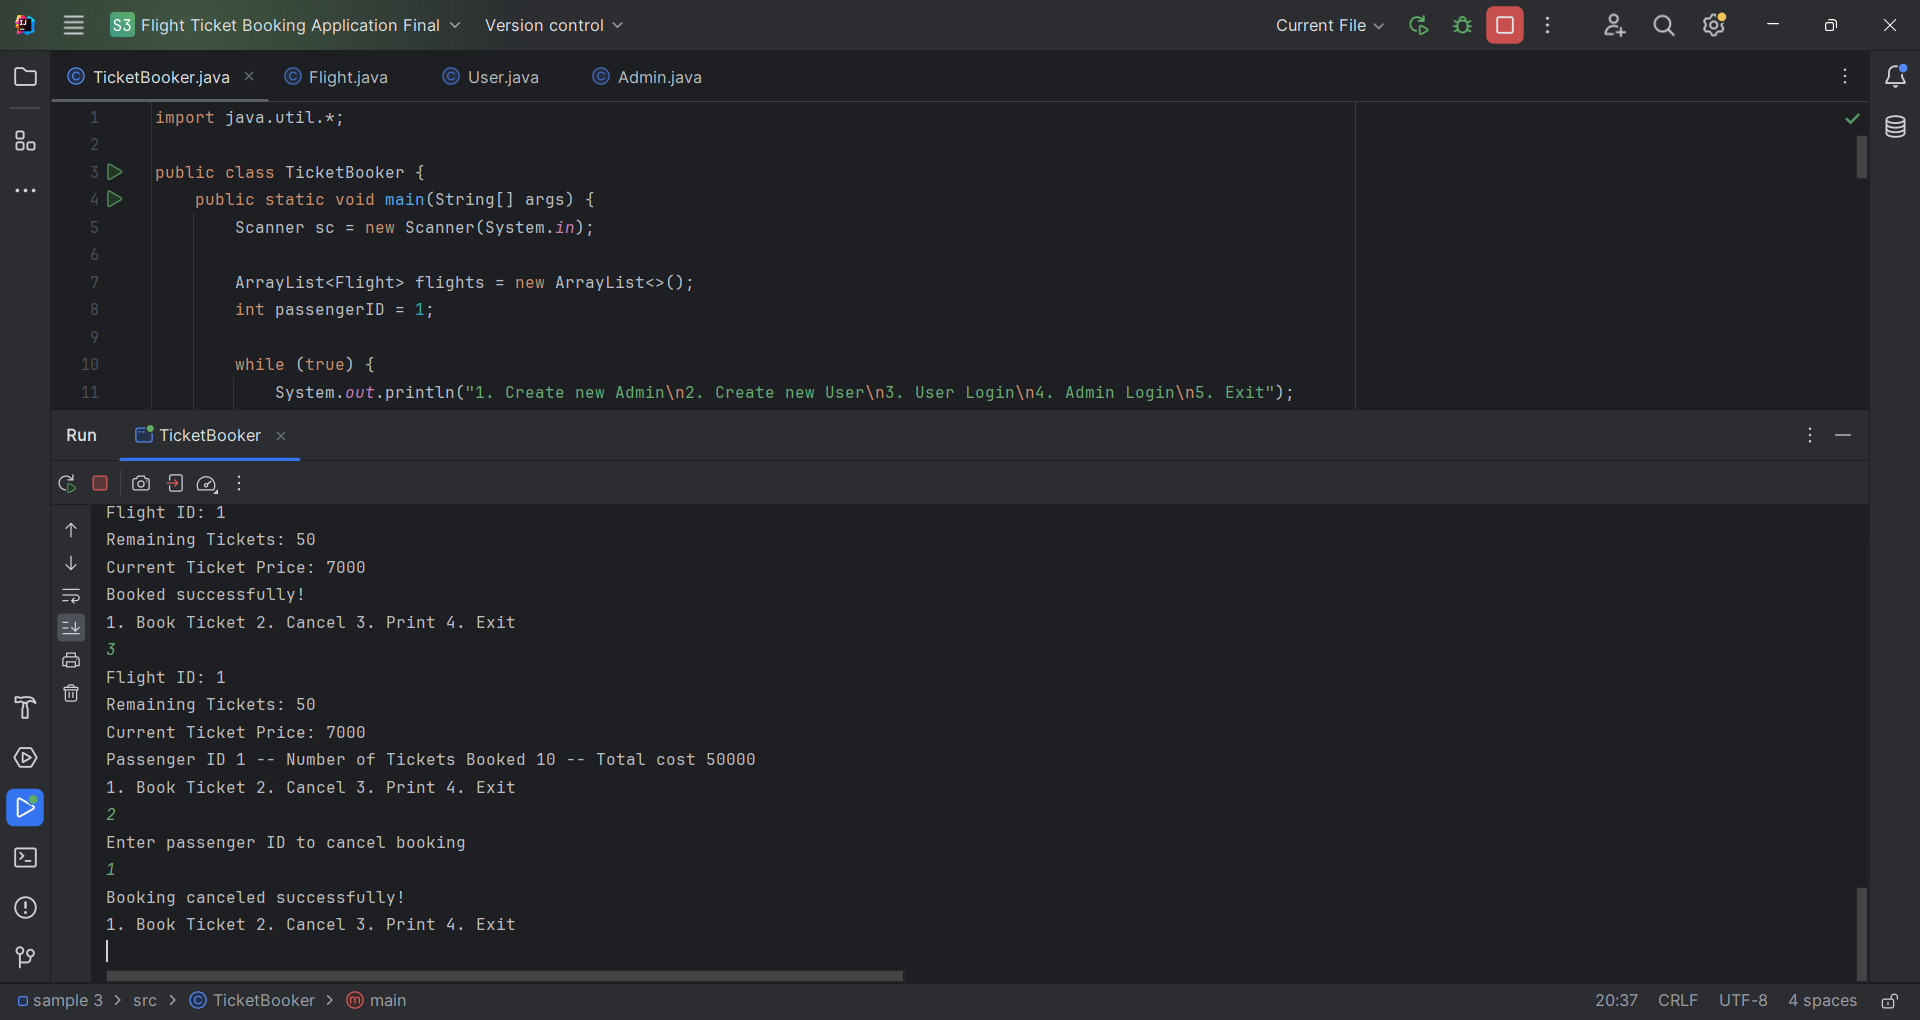 S3 Flight Ticket Booking Application Final Version control Current File
TicketBooker.java Flight.java User.java Admin.java
1 import java.util.*;
2
3 public class TicketBooker {
4 public static void main(String[] args) {
5 Scanner sc = new Scanner(System.in);
6
7 ArrayList<Flight> flights = new ArrayList<>();
8 int passengerID = 1;
9
10 while (true) {
11 System.out.println("1. Create new Admin\n2. Create new User\n3. User Login\n4. Admin Login\n5. Exit");
Run TicketBooker
Flight ID: 1
Remaining Tickets: 50
Current Ticket Price: 7000
Booked successfully!
1. Book Ticket 2. Cancel 3. Print 4. Exit
3
Flight ID: 1
Remaining Tickets: 50
Current Ticket Price: 7000
Passenger ID 1 -- Number of Tickets Booked 10 -- Total cost 50000
1. Book Ticket 2. Cancel 3. Print 4. Exit
2
Enter passenger ID to cancel booking
1
Booking canceled successfully!
1. Book Ticket 2. Cancel 3. Print 4. Exit
sample 3 > src > TicketBooker > main 20:37 CRLF UTF-8 4 spaces